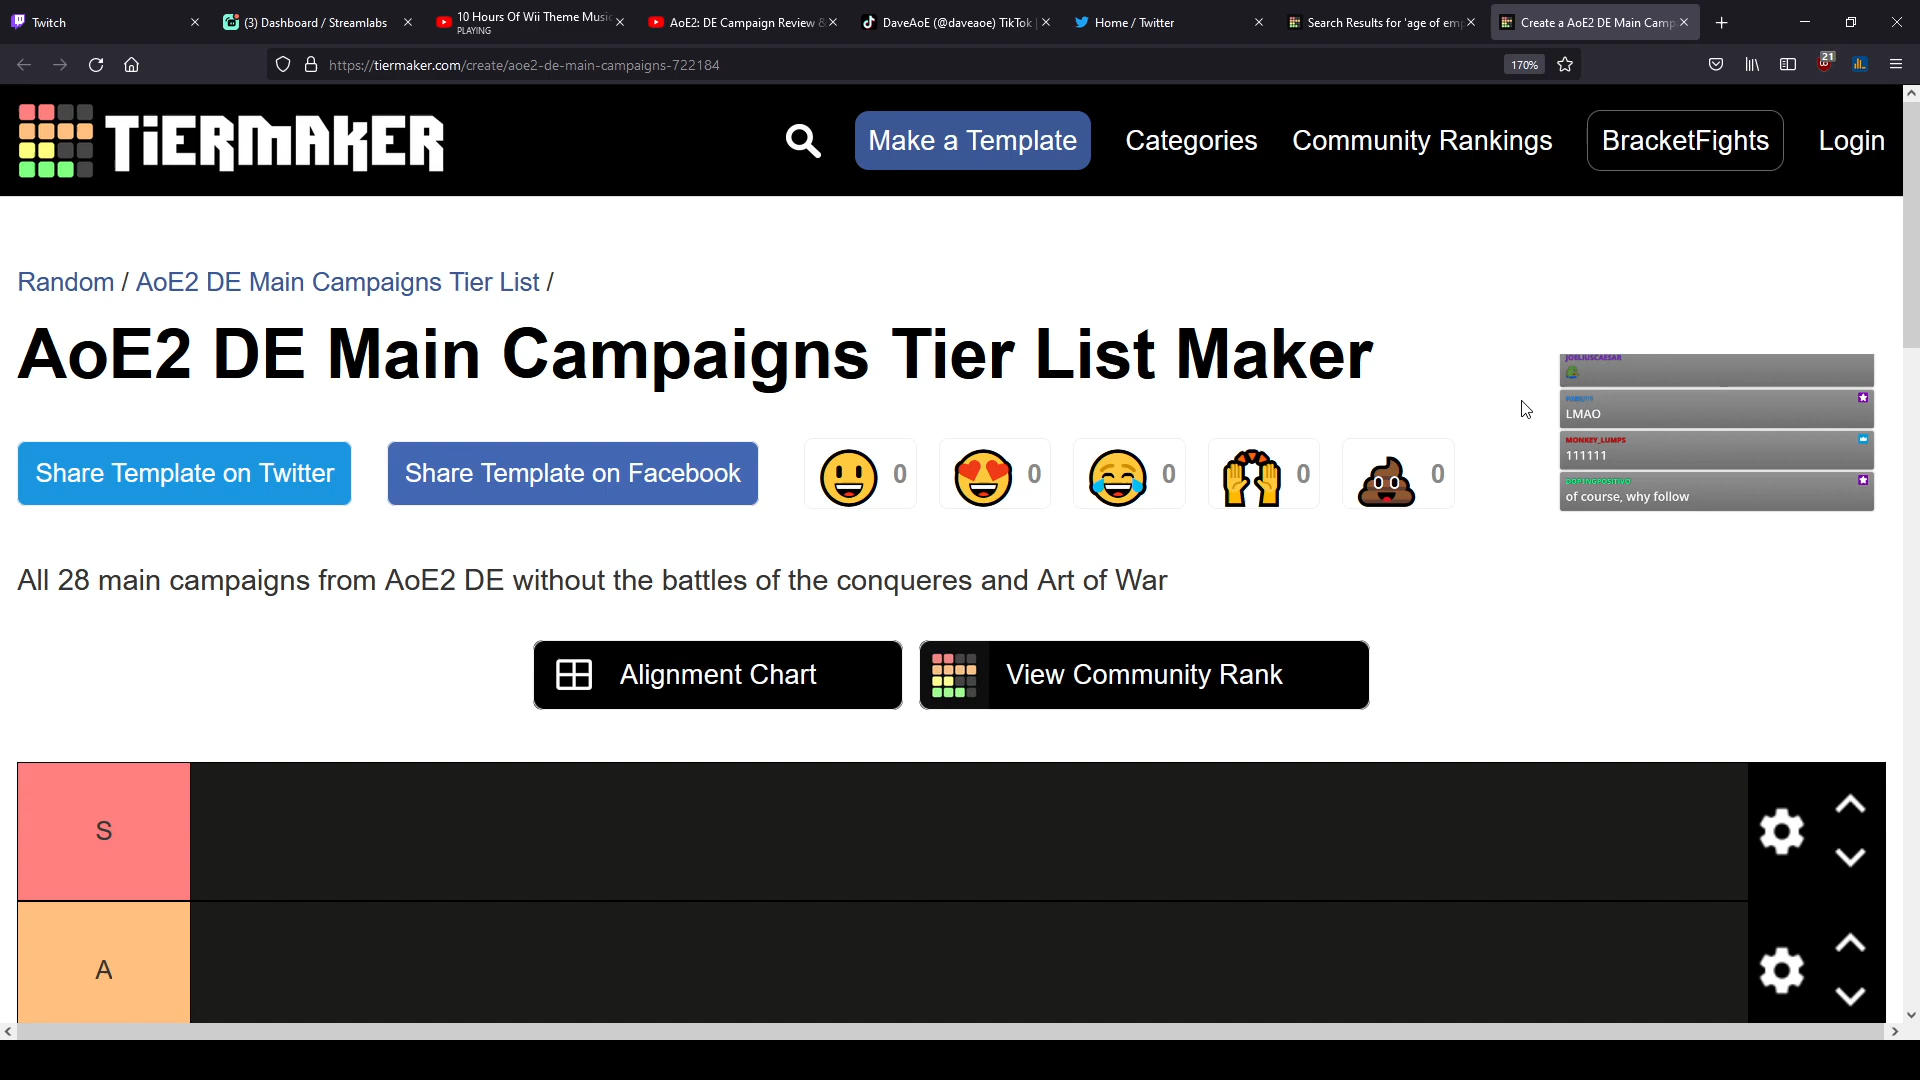 Twitch
(3) Dashboard / Streamlabs
10 Hours Of Wii Theme Music
PLAYING
AoE2: DE Campaign Review &
DaveAoE (@daveaoe) TikTok |
Home / Twitter
Search Results for 'age of em
Create a AoE2 DE Main Camp
https://tiermaker.com/create/aoe2-de-main-campaigns-722184
170%
21
TiERMAKER
Make a Template
Categories
Community Rankings
BracketFights
Login
Random / AoE2 DE Main Campaigns Tier List /
AoE2 DE Main Campaigns Tier List Maker
JOELIUSCAESAR
LMAO
MONKEY_LUMPS
111111
DOPINGPOSITIVO
of course, why follow
Share Template on Twitter
Share Template on Facebook
0
0
0
0
0
All 28 main campaigns from AoE2 DE without the battles of the conqueres and Art of War
Alignment Chart
View Community Rank
S
A